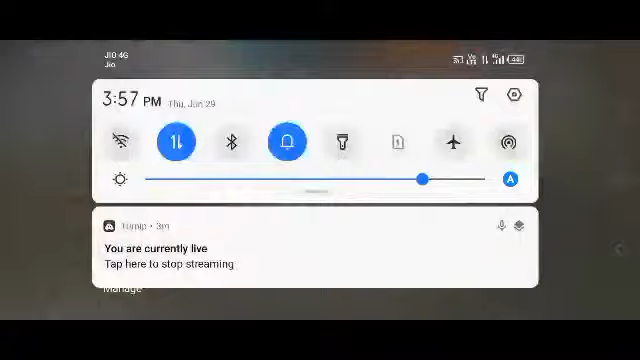 JIO 4G
Jio
3:57 PM Thu, Jun 29
A
Turnip • 3m
You are currently live
Tap here to stop streaming
Manage